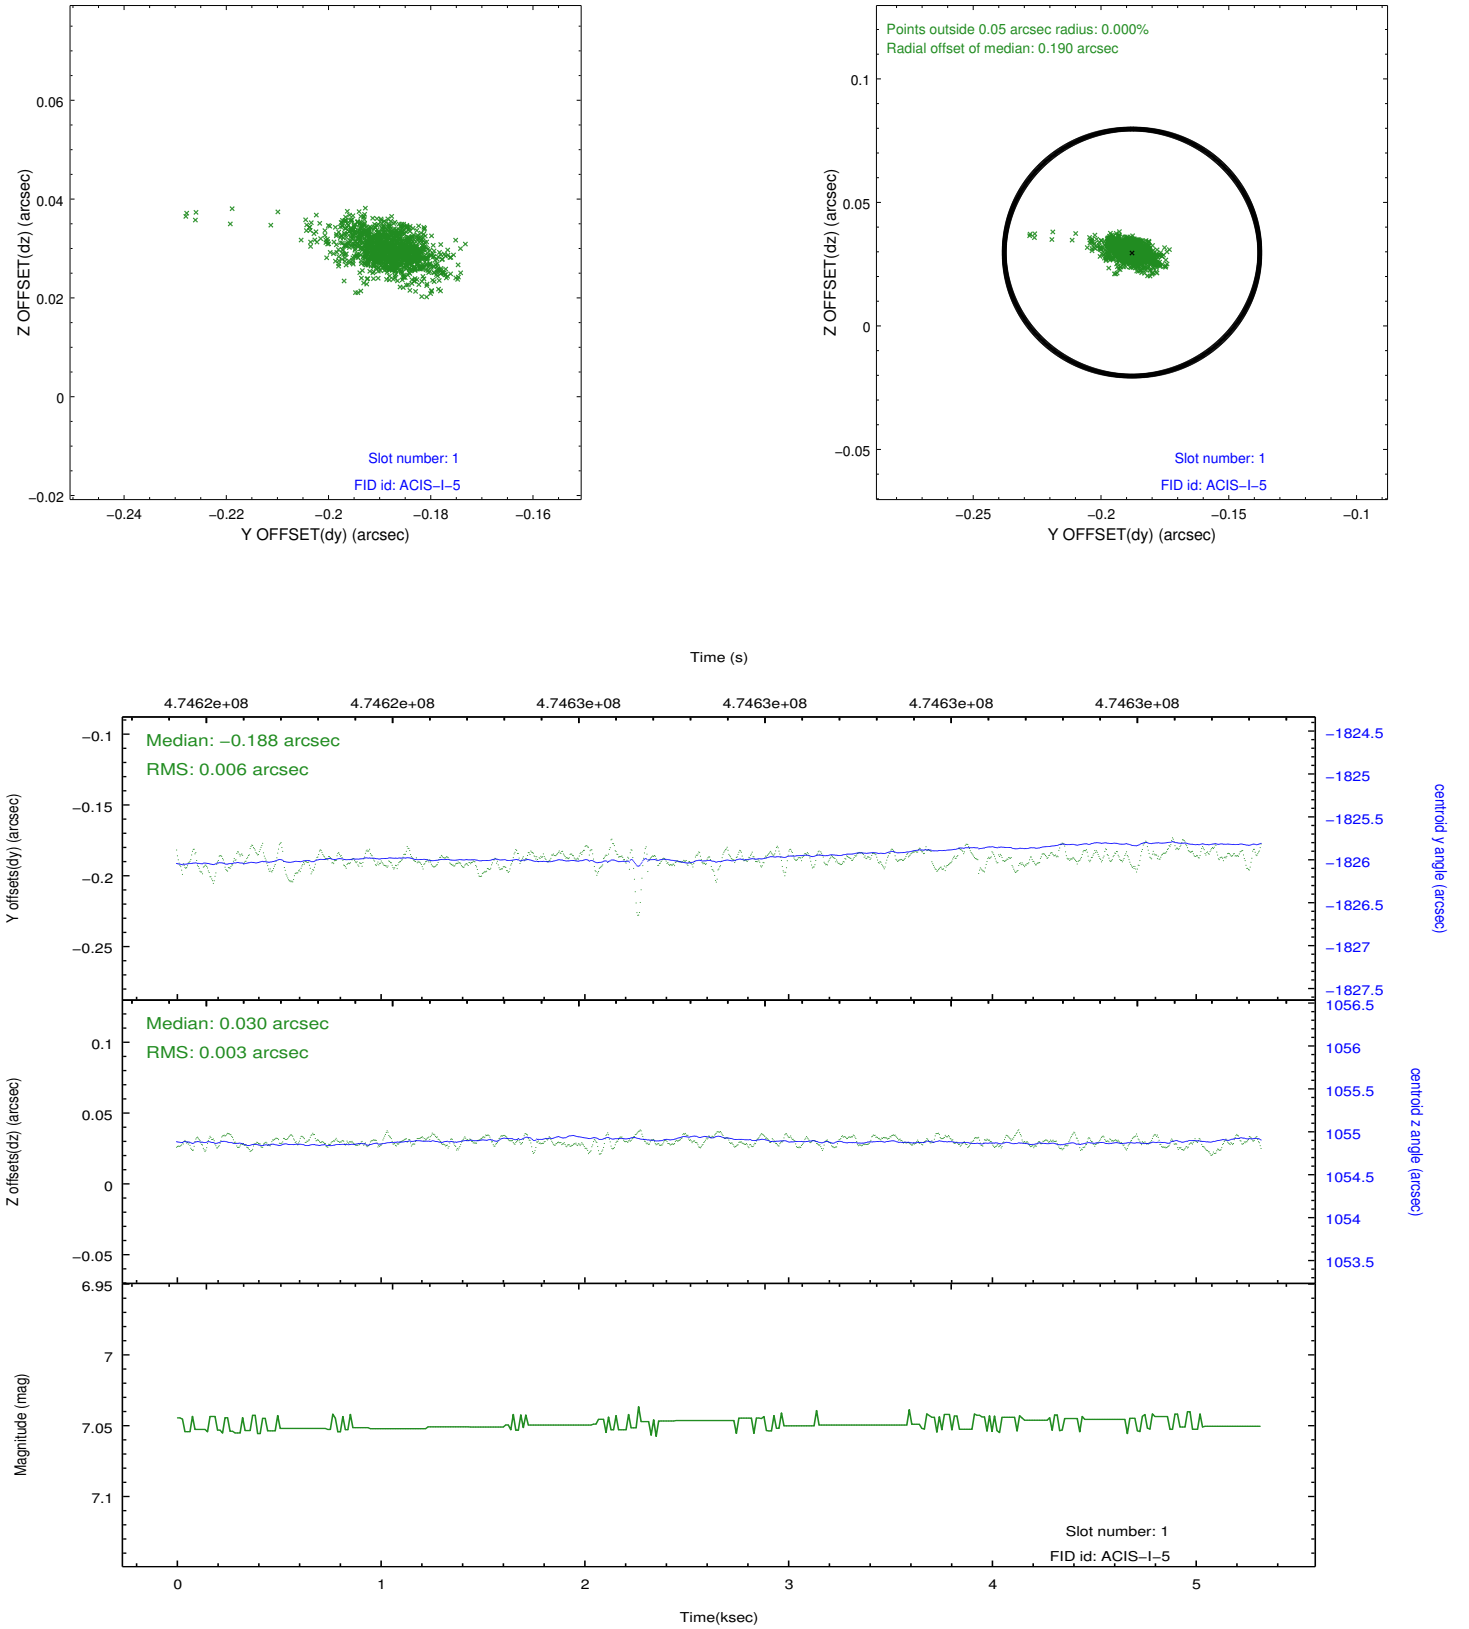 0.06
0.04
0.02
0
−0.02
Z OFFSET(dz) (arcsec)
Slot number: 1
FID id: ACIS−I−5
−0.24 −0.22 −0.2 −0.18 −0.16
Y OFFSET(dy) (arcsec)
Points outside 0.05 arcsec radius: 0.000%
Radial offset of median: 0.190 arcsec
0.1
0.05
0
−0.05
Z OFFSET(dz) (arcsec)
Slot number: 1
FID id: ACIS−I−5
−0.25 −0.2 −0.15 −0.1
Y OFFSET(dy) (arcsec)
Time (s)
4.7462e+08 4.7462e+08 4.7463e+08 4.7463e+08 4.7463e+08 4.7463e+08
Median: −0.188 arcsec
RMS: 0.006 arcsec
−0.1
−0.15
−0.2
−0.25
Y offsets(dy) (arcsec)
−1824.5
−1825
−1825.5
−1826
−1826.5
−1827
−1827.5
centroid y angle (arcsec)
Median: 0.030 arcsec
RMS: 0.003 arcsec
0.1
0.05
0
−0.05
Z offsets(dz) (arcsec)
1056.5
1056
1055.5
1055
1054.5
1054
1053.5
centroid z angle (arcsec)
6.95
7
7.05
7.1
Magnitude (mag)
Slot number: 1
FID id: ACIS−I−5
0 1 2 3 4 5
Time(ksec)